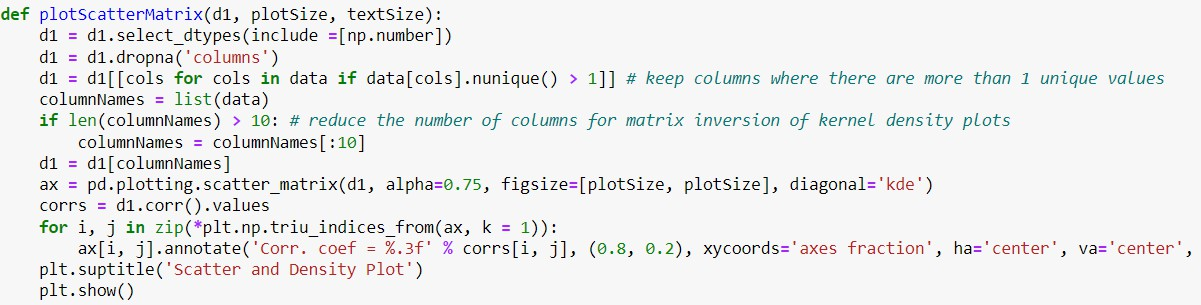 def plotScatterMatrix(d1, plotSize, textSize):
    d1 = d1.select_dtypes(include =[np.number])
    d1 = d1.dropna('columns')
    d1 = d1[[cols for cols in data if data[cols].nunique() > 1]] # keep columns where there are more than 1 unique values
    columnNames = list(data)
    if len(columnNames) > 10: # reduce the number of columns for matrix inversion of kernel density plots
        columnNames = columnNames[:10]
    d1 = d1[columnNames]
    ax = pd.plotting.scatter_matrix(d1, alpha=0.75, figsize=[plotSize, plotSize], diagonal='kde')
    corrs = d1.corr().values
    for i, j in zip(*plt.np.triu_indices_from(ax, k = 1)):
        ax[i, j].annotate('Corr. coef = %.3f' % corrs[i, j], (0.8, 0.2), xycoords='axes fraction', ha='center', va='center',
    plt.suptitle('Scatter and Density Plot')
    plt.show()